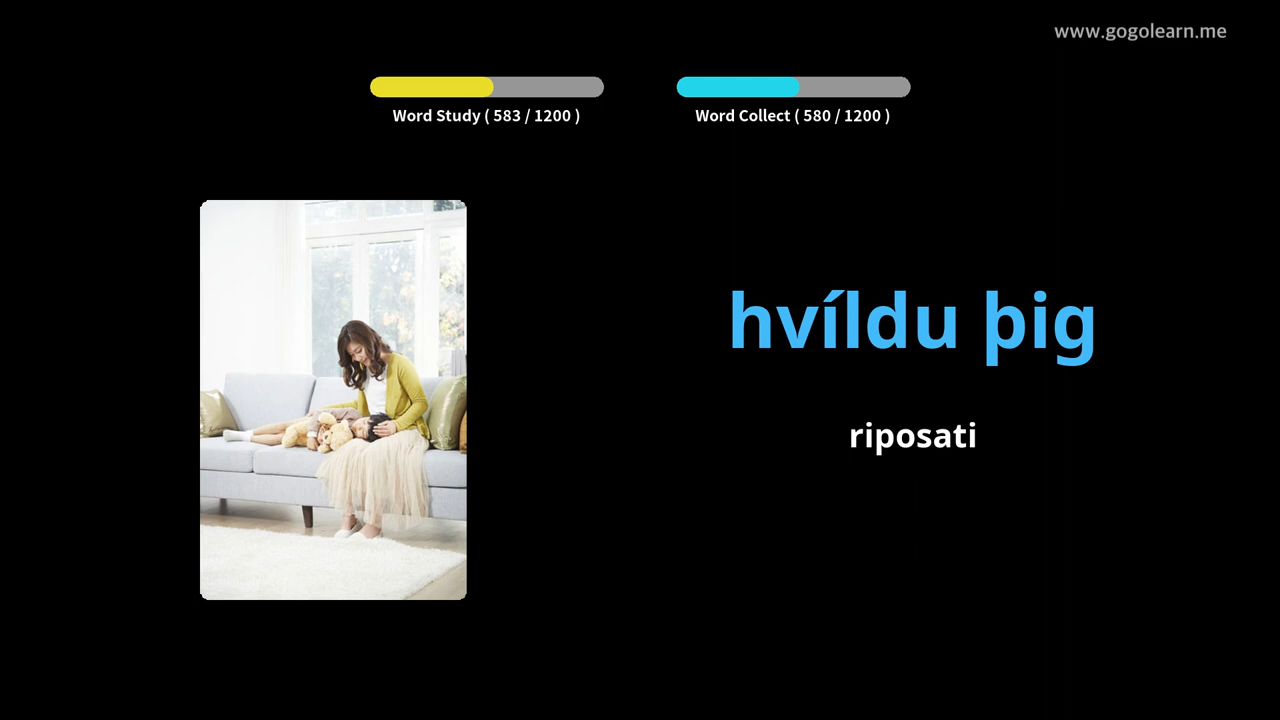 www.gogolearn.me
Word Study ( 583 / 1200 )
Word Collect ( 580 / 1200 )
hvíldu þig
riposati